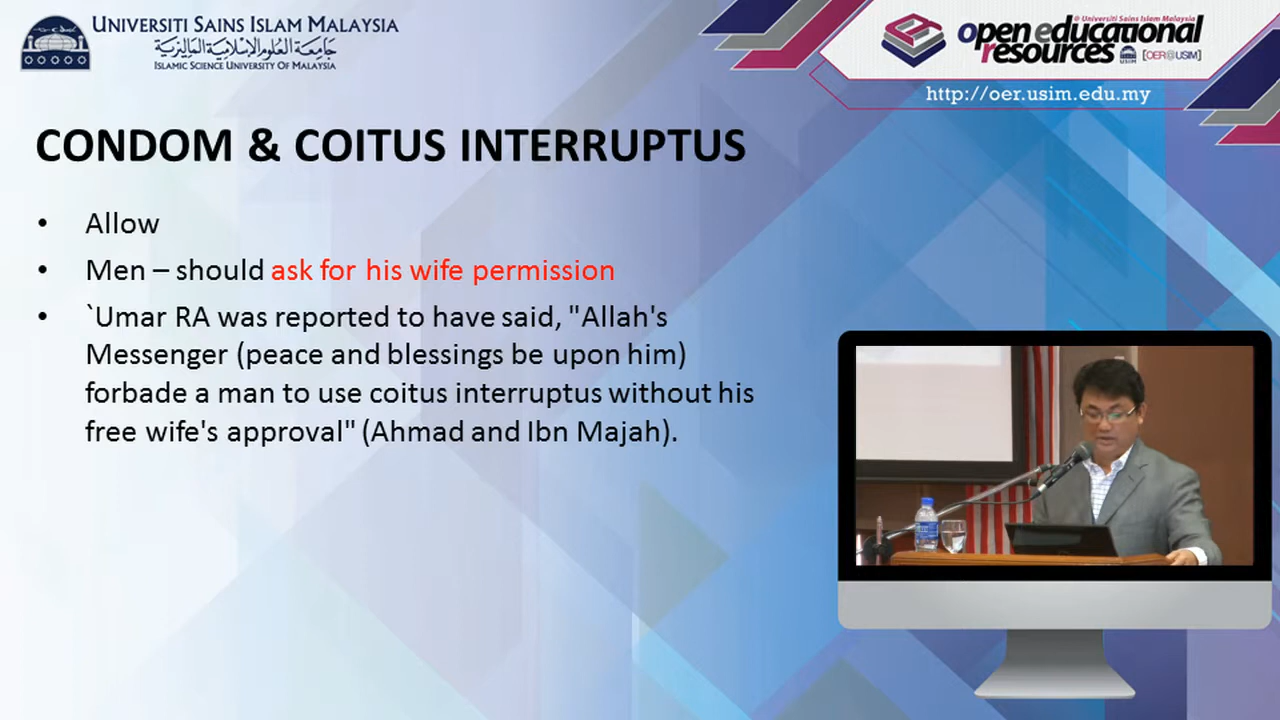 UNIVERSITI SAINS ISLAM MALAYSIA
جامعة العلوم الإسلامية الماليزية
ISLAMIC SCIENCE UNIVERSITY OF MALAYSIA
@ Universiti Sains Islam Malaysia
open educational
resources
USIM
[OER@USIM]
http://oer.usim.edu.my
CONDOM & COITUS INTERRUPTUS
• Allow
• Men – should ask for his wife permission
• `Umar RA was reported to have said, "Allah's
Messenger (peace and blessings be upon him)
forbade a man to use coitus interruptus without his
free wife's approval" (Ahmad and Ibn Majah).